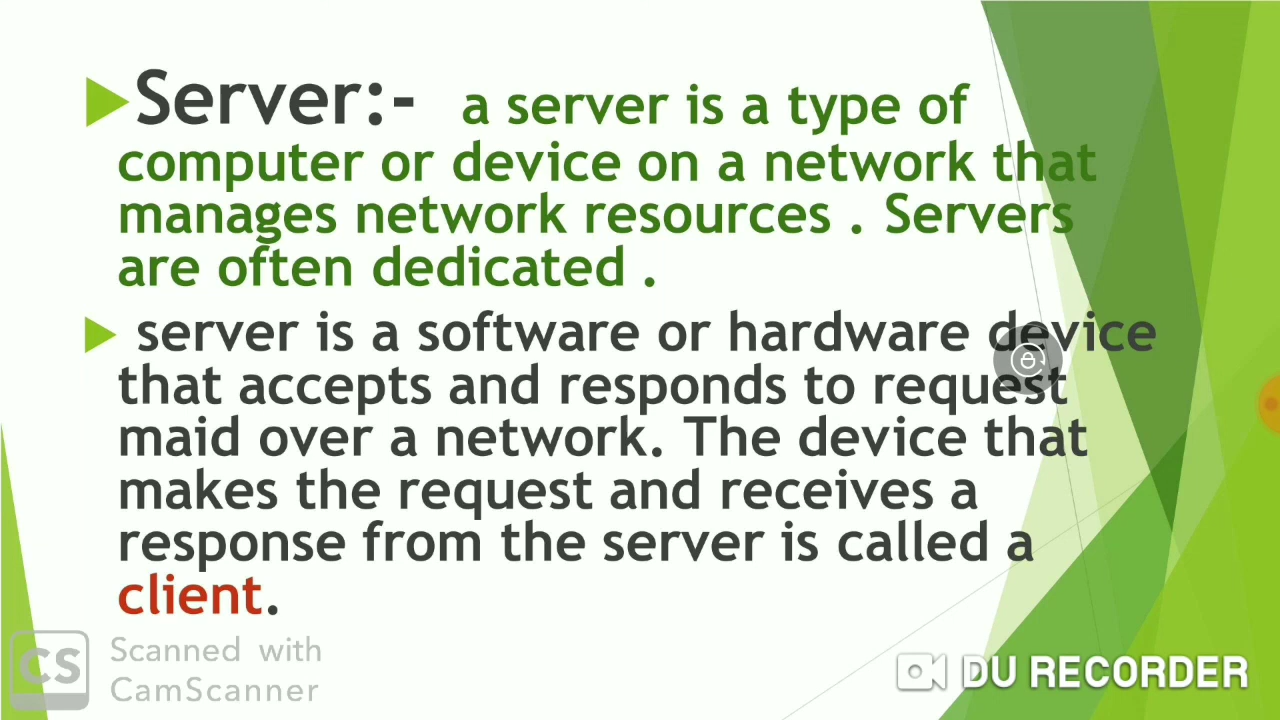 Server:- a server is a type of
computer or device on a network that
manages network resources . Servers
are often dedicated .
server is a software or hardware device
that accepts and responds to request
maid over a network. The device that
makes the request and receives a
response from the server is called a
client.
CS Scanned with
CamScanner
DU RECORDER